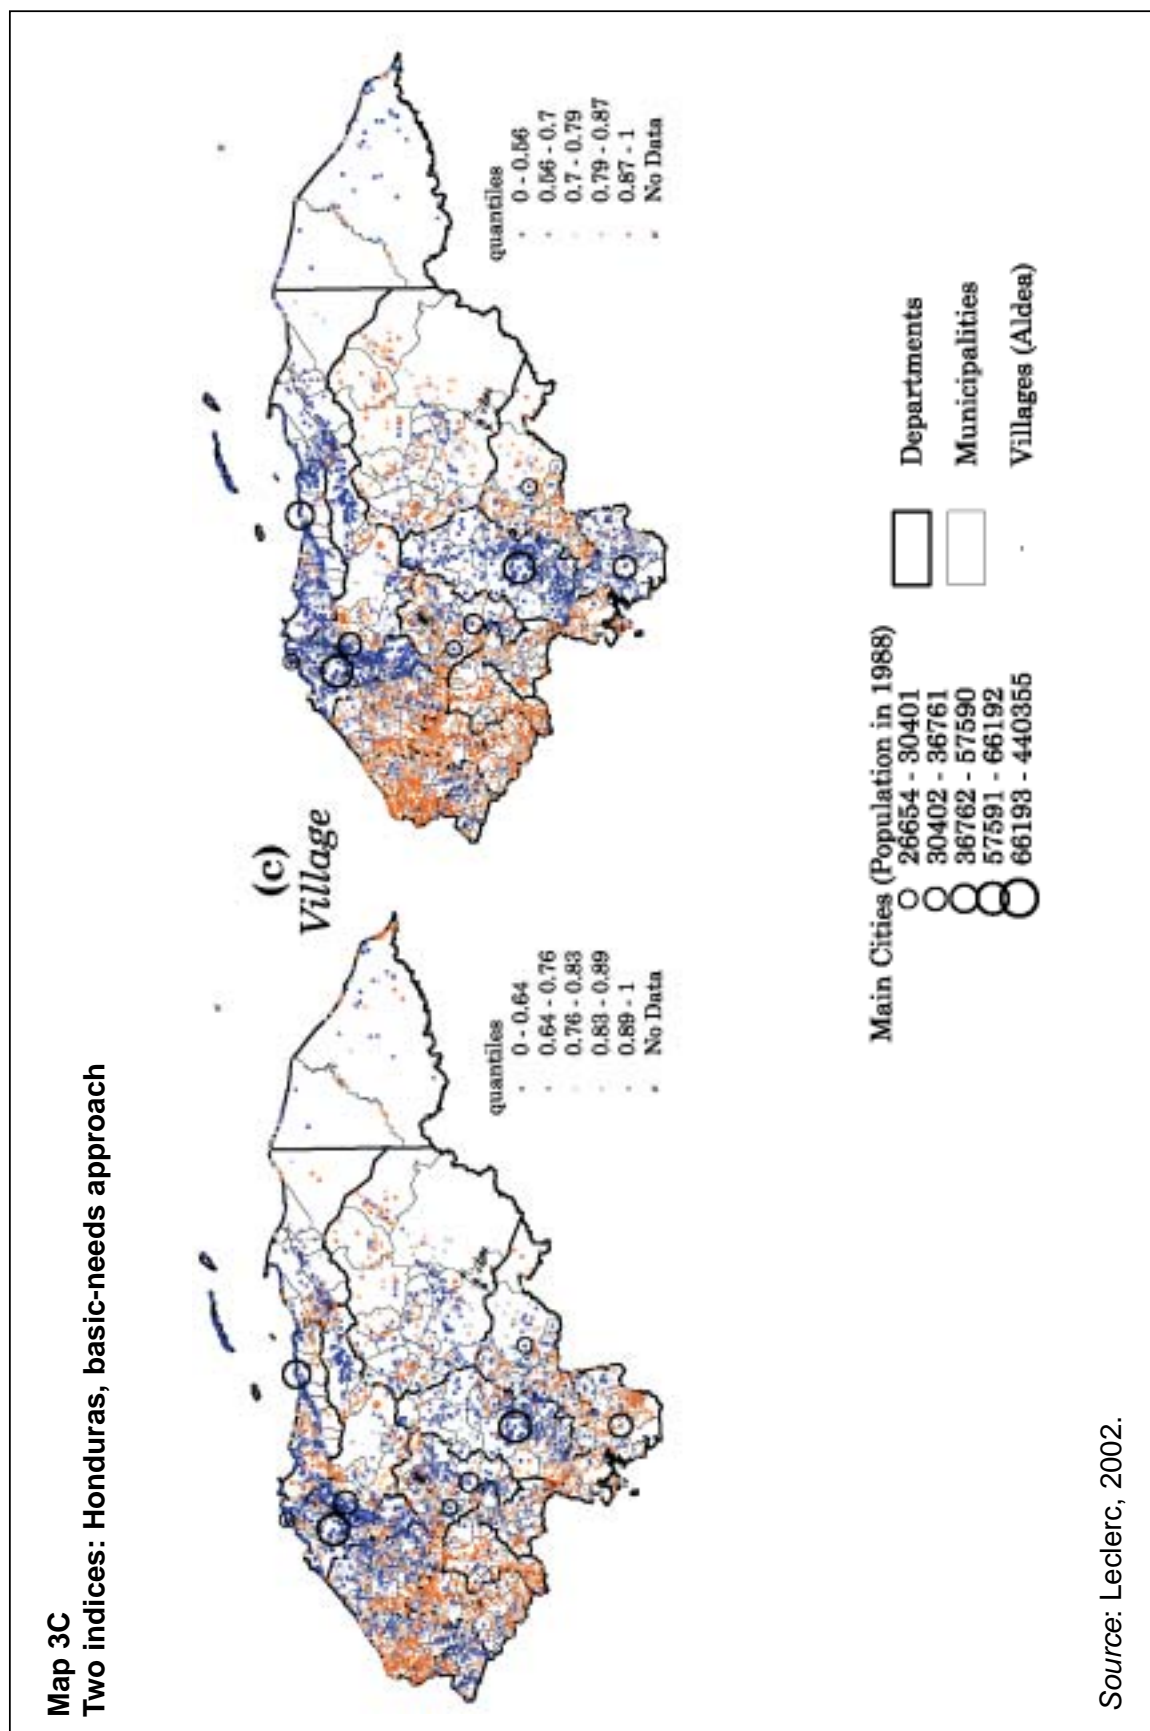 Map 3C
Two indices: Honduras, basic-needs approach
(c)
Village
quantiles
0 - 0.64
0.64 - 0.76
0.76 - 0.83
0.83 - 0.89
0.89 - 1
No Data
quantiles
0 - 0.56
0.56 - 0.7
0.7 - 0.79
0.79 - 0.87
0.87 - 1
No Data
Main Cities (Population in 1988)
26654 - 30401
30402 - 36761
36762 - 57590
57591 - 66192
66193 - 440355
Departments
Municipalities
Villages (Aldea)
Source: Leclerc, 2002.